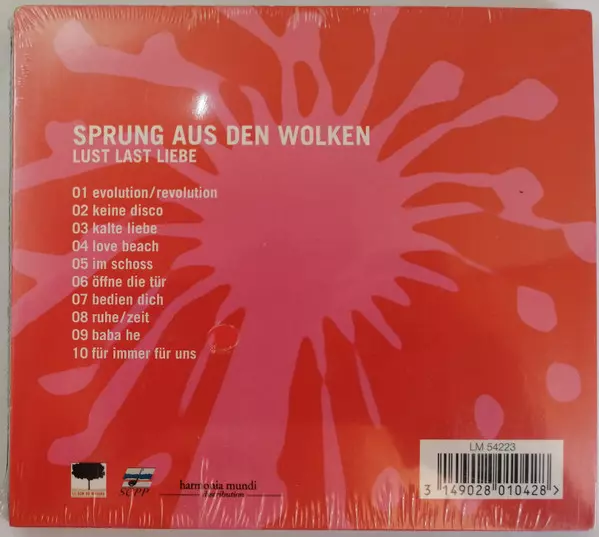 SPRUNG AUS DEN WOLKEN
LUST LAST LIEBE
01 evolution/revolution
02 keine disco
03 kalte liebe
04 love beach
05 im schoss
06 öffne die tür
07 bedien dich
08 ruhe/zeit
09 baba he
10 für immer für uns
LM 54223
SCPP
harmonia mundi
distribution
3 149028 010428 >